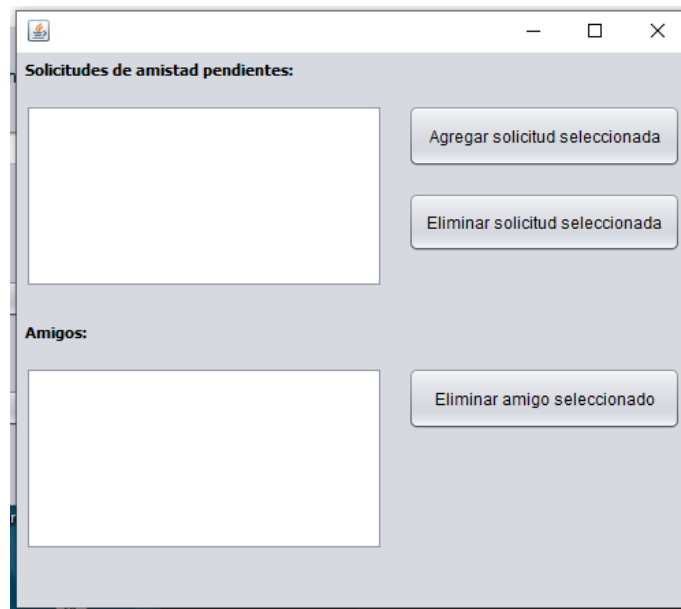 Solicitudes de amistad pendientes:
Agregar solicitud seleccionada
Eliminar solicitud seleccionada
Amigos:
Eliminar amigo seleccionado